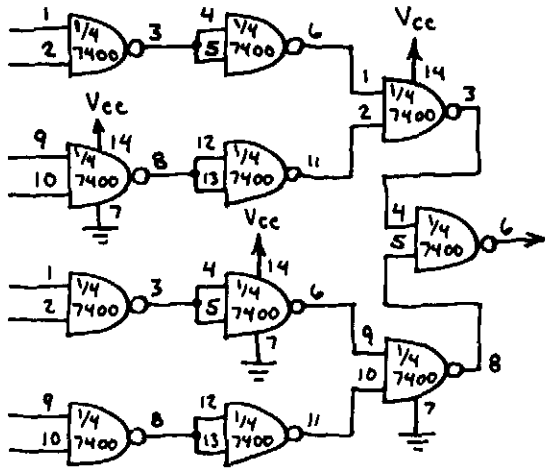 1 3 4 6 Vcc
2 1/4 7400 5 1/4 7400 14
Vcc 1 3
2 1/4 7400
9 14 8 12 11
10 1/4 7400 13 1/4 7400
7
Vcc 4 6
5 1/4 7400
1 3 4 14 6
2 1/4 7400 5 1/4 7400
7 9 8
10 1/4 7400
9 8 12 11 7
10 1/4 7400 13 1/4 7400